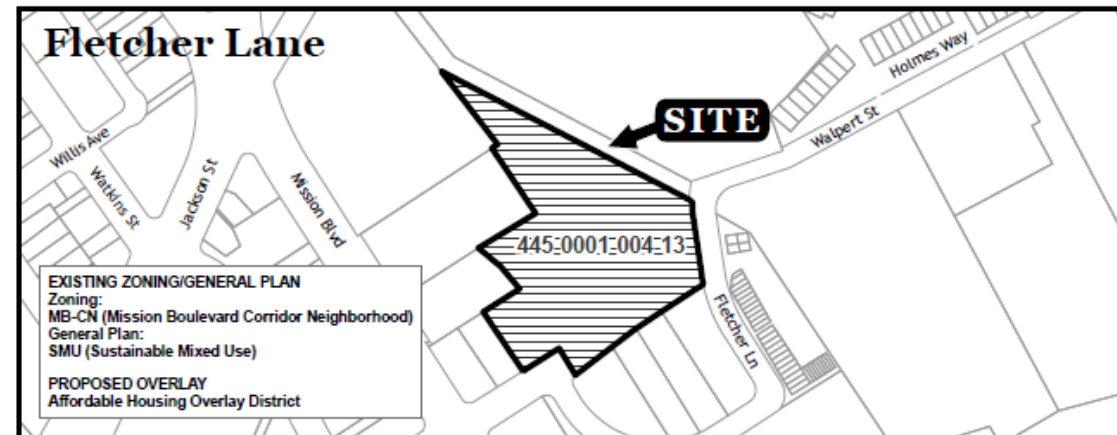 Fletcher Lane
SITE
Holmes Way
Walpert St
Willis Ave
Watkins St
Jackson St
Mission Blvd
445-0001-004-13
Fletcher Ln
EXISTING ZONING/GENERAL PLAN
Zoning:
MB-CN (Mission Boulevard Corridor Neighborhood)
General Plan:
SMU (Sustainable Mixed Use)
PROPOSED OVERLAY
Affordable Housing Overlay District